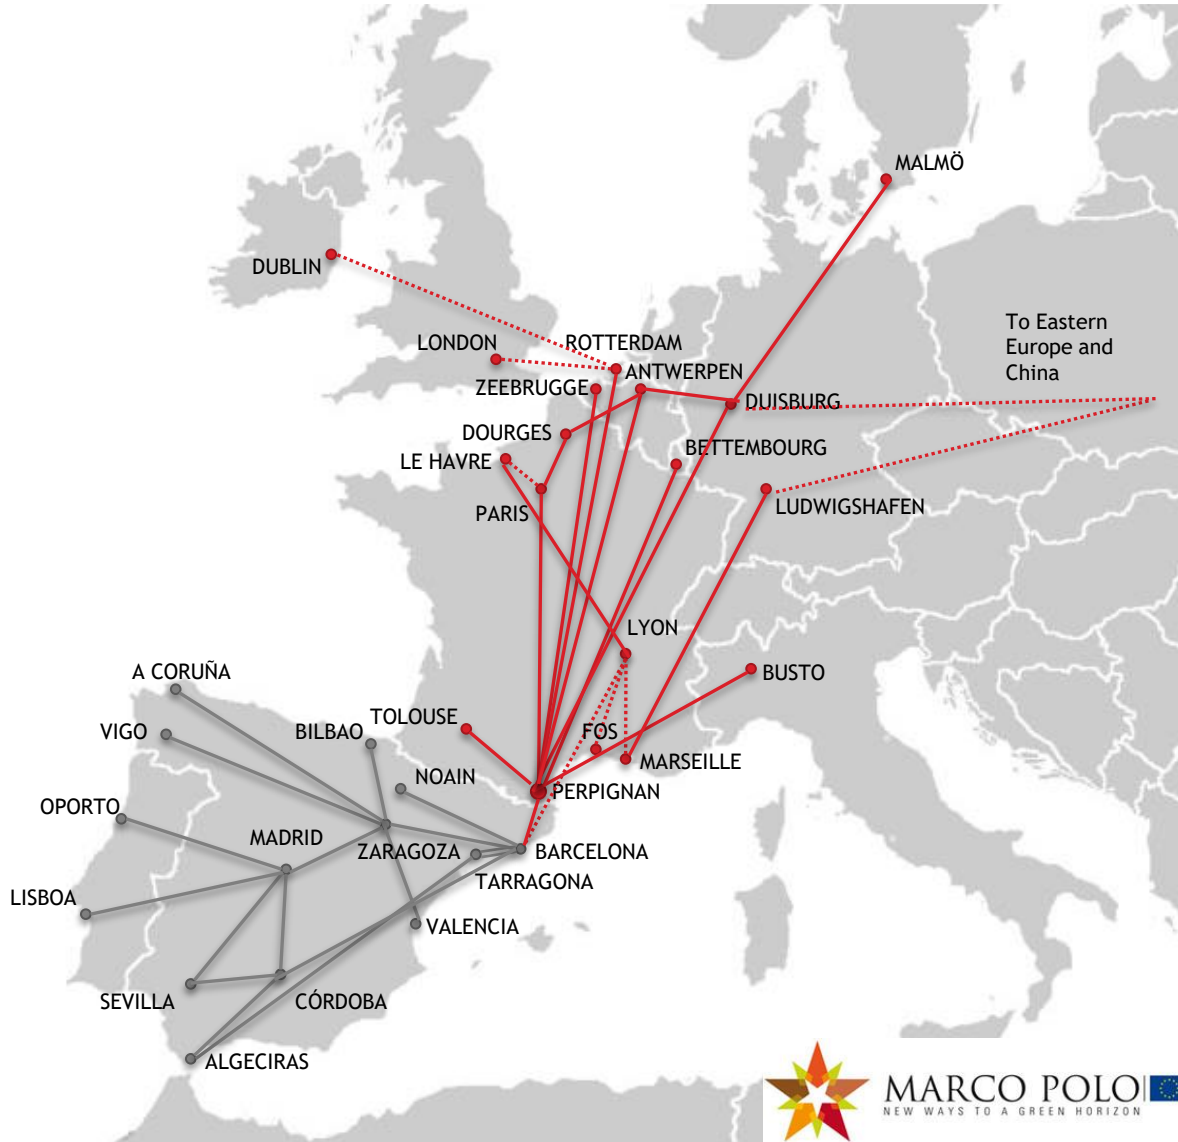 MALMÖ
DUBLIN
To Eastern
Europe and
China
LONDON
ROTTERDAM
ANTWERPEN
ZEEBRUGGE
DUISBURG
DOURGES
BETTEMBOURG
LE HAVRE
LUDWIGSHAFEN
PARIS
LYON
BUSTO
A CORUÑA
TOLOUSE
VIGO
BILBAO
FOS
MARSEILLE
NOAIN
PERPIGNAN
OPORTO
MADRID
ZARAGOZA
BARCELONA
TARRAGONA
LISBOA
VALENCIA
SEVILLA
CÓRDOBA
ALGECIRAS
MARCO POLO
NEW WAYS TO A GREEN HORIZON